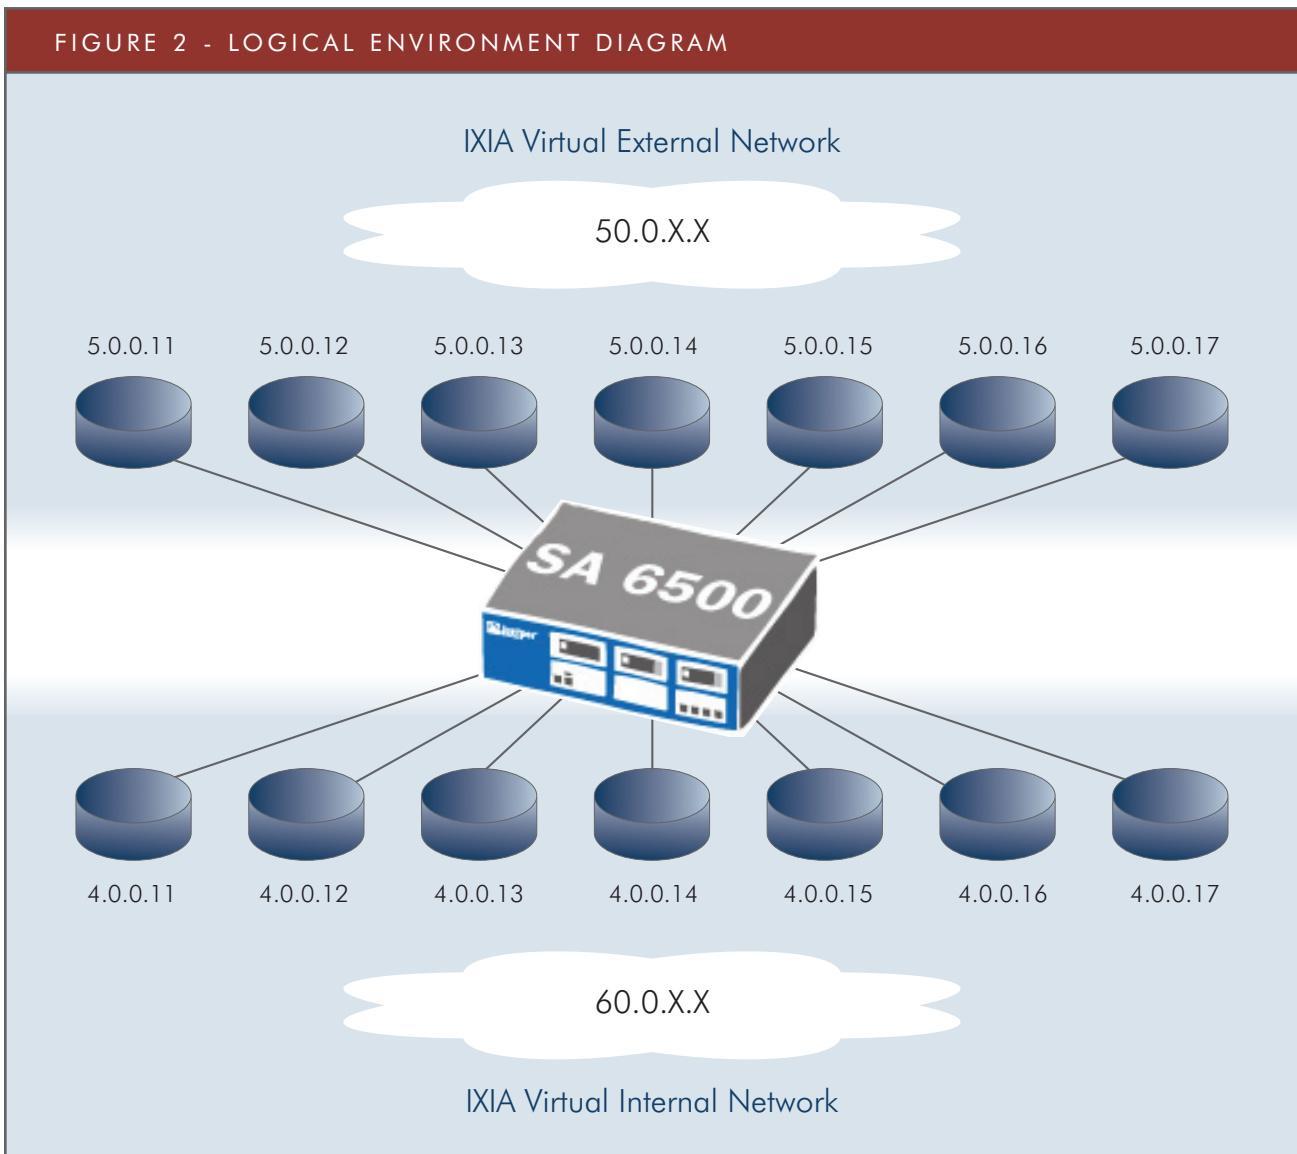 FIGURE 2 - LOGICAL ENVIRONMENT DIAGRAM
IXIA Virtual External Network
50.0.X.X
5.0.0.11 5.0.0.12 5.0.0.13 5.0.0.14 5.0.0.15 5.0.0.16 5.0.0.17
SA 6500
Juniper
4.0.0.11 4.0.0.12 4.0.0.13 4.0.0.14 4.0.0.15 4.0.0.16 4.0.0.17
60.0.X.X
IXIA Virtual Internal Network